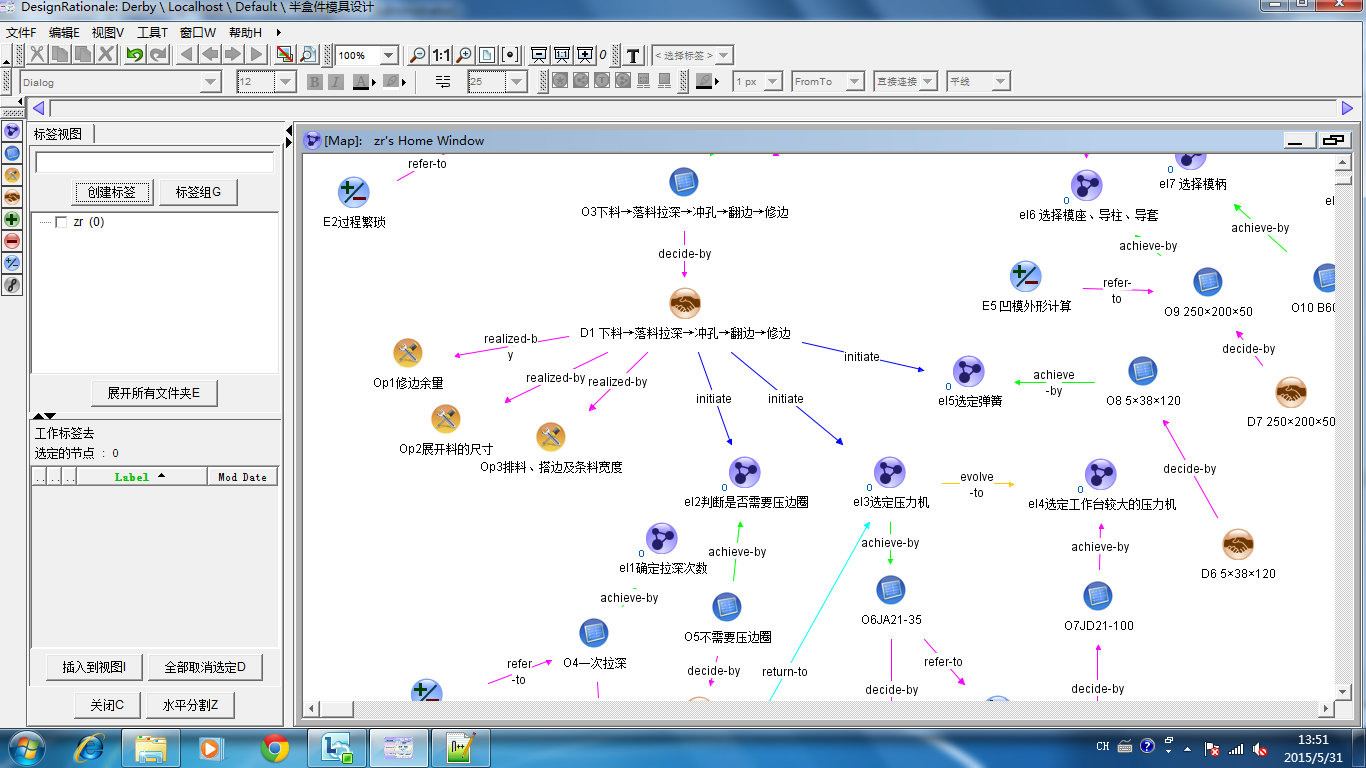 DesignRationale: Derby \ Localhost \ Default \ 半盒件模具设计
文件F 编辑E 视图V 工具T 窗口W 帮助H
100% 1:1 1:1 0 T < 选择标签 >
Dialog 12 B I A 25 1 px FromTo 直接连接 平线
标签视图
创建标签 标签组G
zr (0)
展开所有文件夹E
工作标签去
选定的节点 : 0
.. .. .. Label Mod Date
插入到视图I 全部取消选定D
关闭C 水平分割Z
[Map]: zr's Home Window
refer-to
E2过程繁琐
O3下料→落料拉深→冲孔→翻边→修边
decide-by
D1 下料→落料拉深→冲孔→翻边→修边
realized-b
y
realized-by
realized-by
initiate
initiate
initiate
Op1修边余量
Op2展开料的尺寸
Op3排料、搭边及条料宽度
0
el7 选择模柄
0
el6 选择模座、导柱、导套
achieve-by
achieve-by
E5 凹模外形计算
refer-
to
O9 250×200×50
O10 B60
decide-by
0
el5选定弹簧
achieve
-by
O8 5×38×120
D7 250×200×50
decide-by
D6 5×38×120
0
el2判断是否需要压边圈
0
el3选定压力机
evolve
-to
0
el4选定工作台较大的压力机
0
el1确定拉深次数
achieve-by
achieve-by
achieve-by
achieve-by
O4一次拉深
O5不需要压边圈
O6JA21-35
O7JD21-100
refer
-to
decide-by
return-to
decide-by
refer-to
decide-by
CH
13:51
2015/5/31